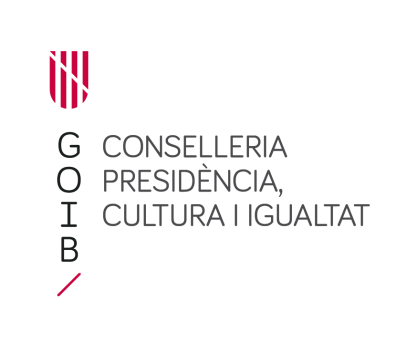 GOIB
CONSELLERIA
PRESIDÈNCIA,
CULTURA I IGUALTAT